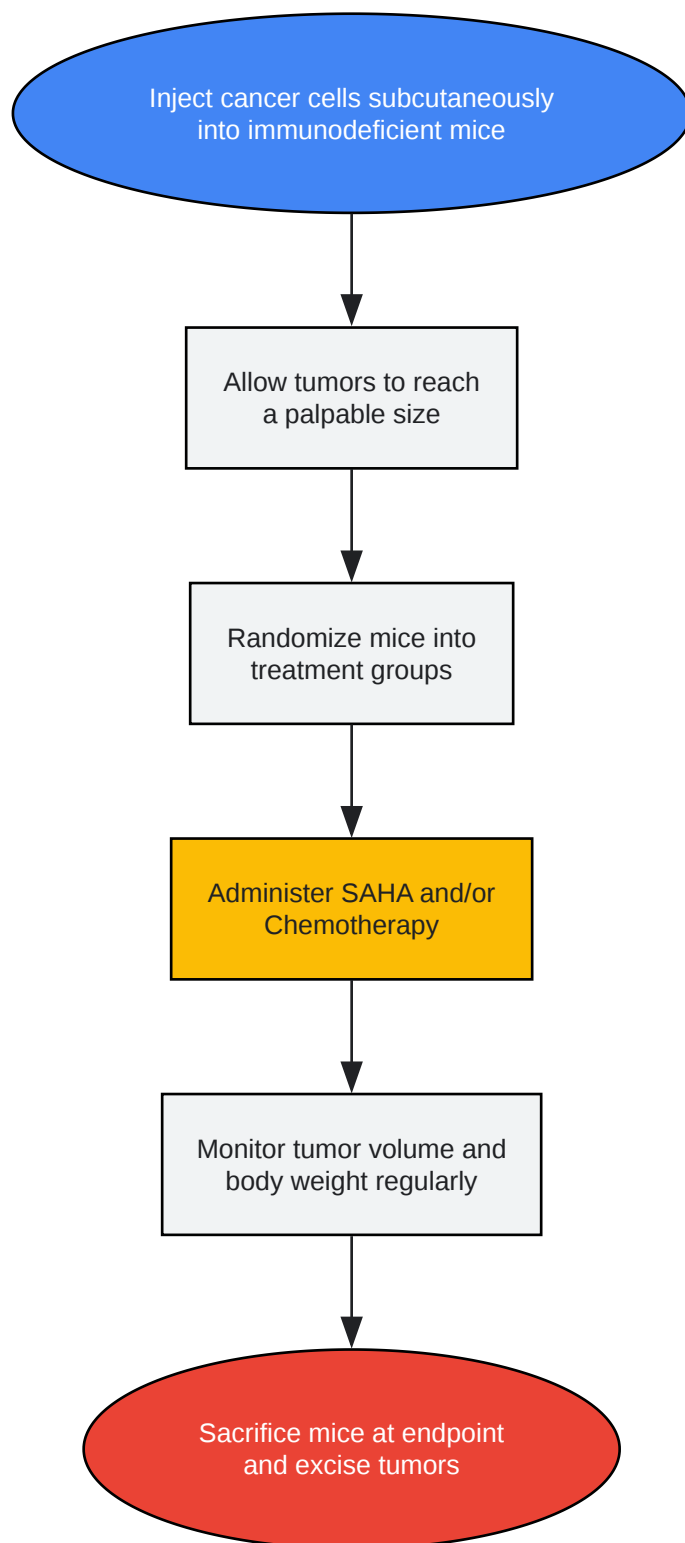 Inject cancer cells subcutaneously
into immunodeficient mice
Allow tumors to reach
a palpable size
Randomize mice into
treatment groups
Administer SAHA and/or
Chemotherapy
Monitor tumor volume and
body weight regularly
Sacrifice mice at endpoint
and excise tumors